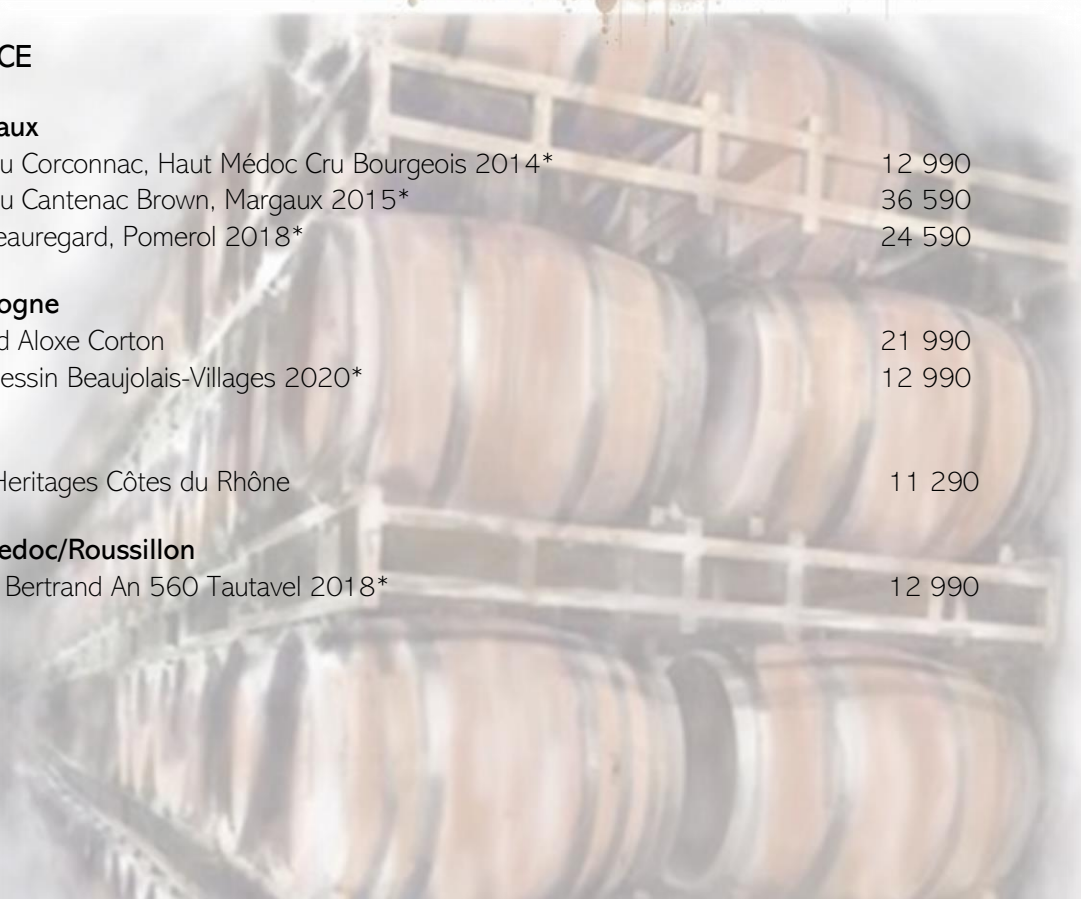 CE
aux
u Corconnac, Haut Médoc Cru Bourgeois 2014* 12 990
u Cantenac Brown, Margaux 2015* 36 590
eauregard, Pomerol 2018* 24 590
ogne
d Aloxe Corton 21 990
essin Beaujolais-Villages 2020* 12 990
Heritages Côtes du Rhône 11 290
edoc/Roussillon
Bertrand An 560 Tautavel 2018* 12 990